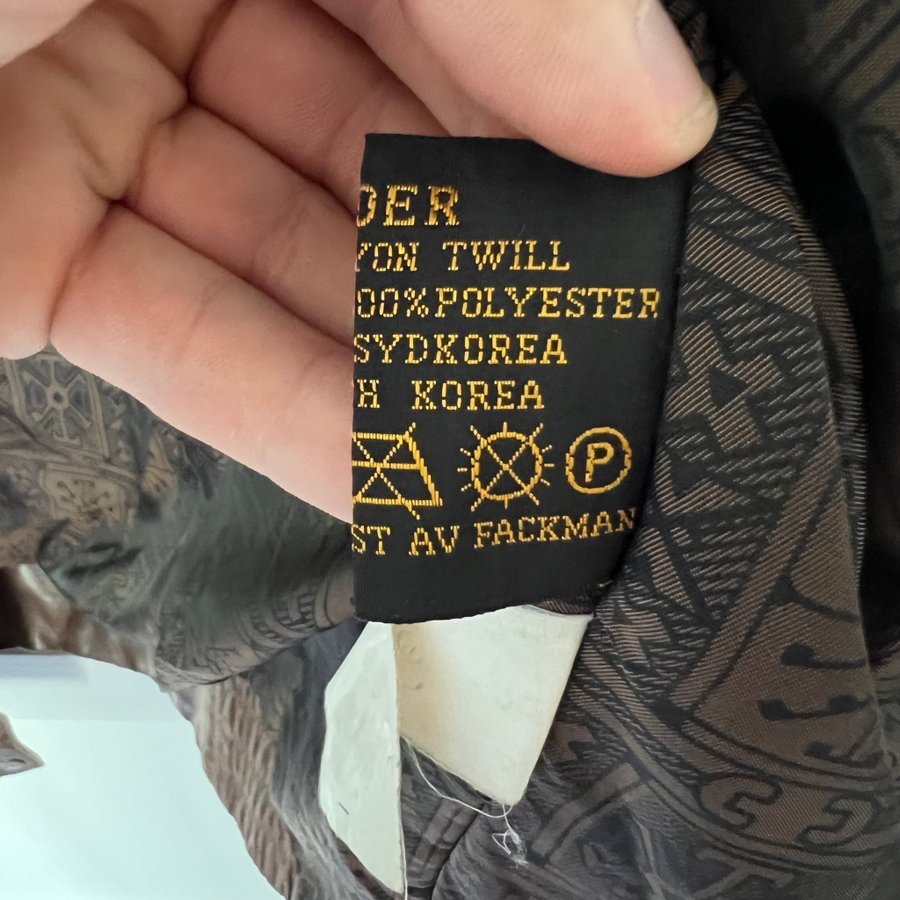 DER
YON TWILL
00%POLYESTER
SYDKOREA
H KOREA
P
ST AV FACKMAN